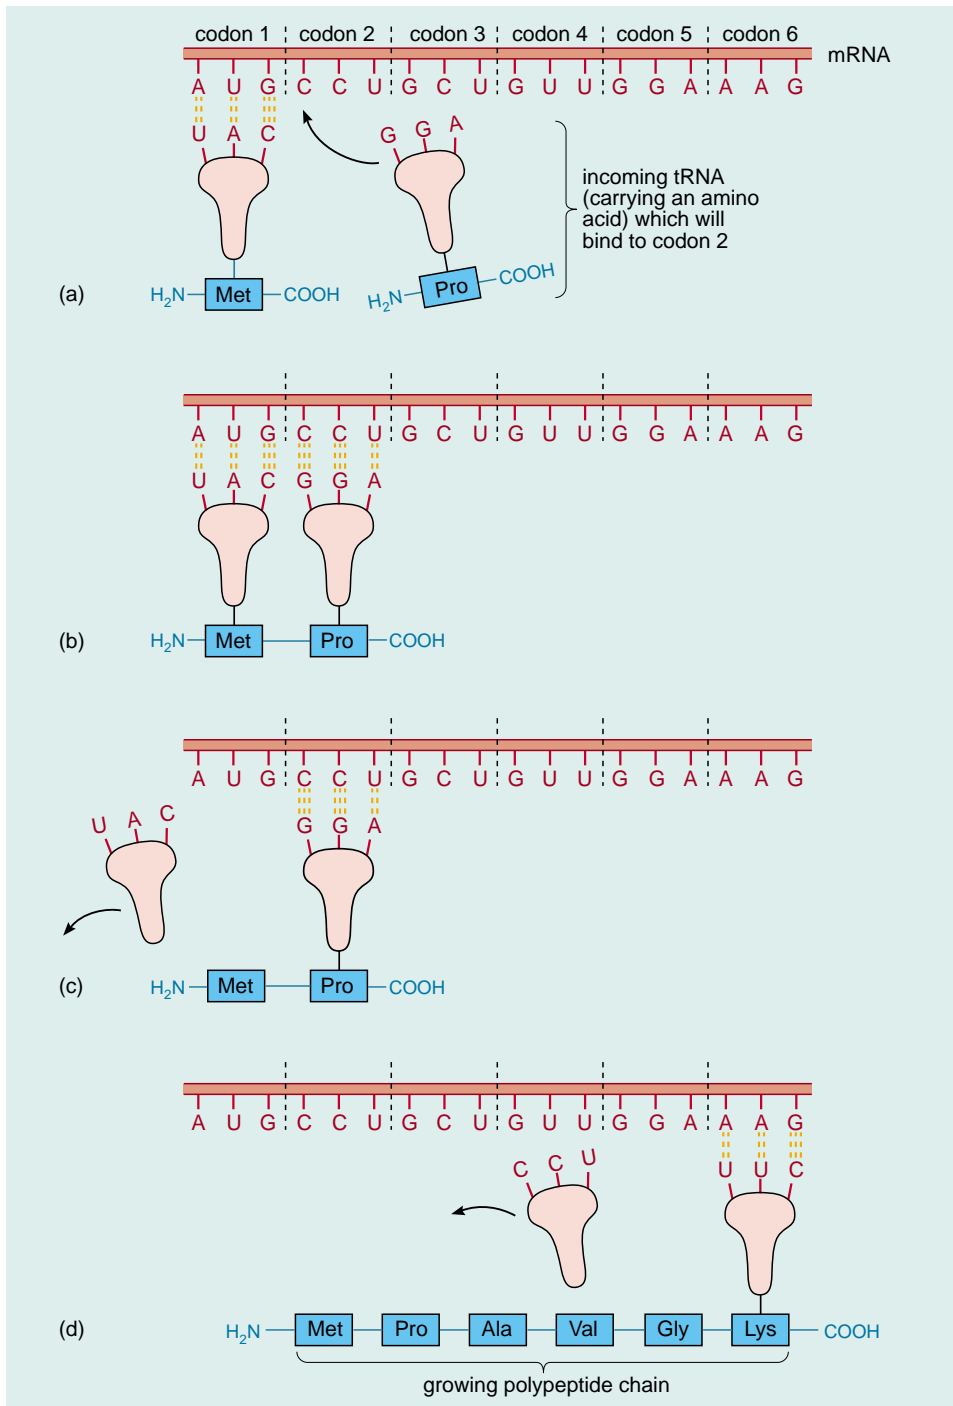 codon 1 codon 2 codon 3 codon 4 codon 5 codon 6
mRNA
A U G C C U G C U G U U G G A A A G
U A C
G G A
incoming tRNA
(carrying an amino
acid) which will
bind to codon 2
(a)
H2N Met COOH
H2N Pro COOH
A U G C C U G C U G U U G G A A A G
U A C G G A
(b)
H2N Met Pro COOH
A U G C C U G C U G U U G G A A A G
U A C
G G A
(c)
H2N Met Pro COOH
A U G C C U G C U G U U G G A A A G
C C U
U U C
(d)
H2N Met Pro Ala Val Gly Lys COOH
growing polypeptide chain